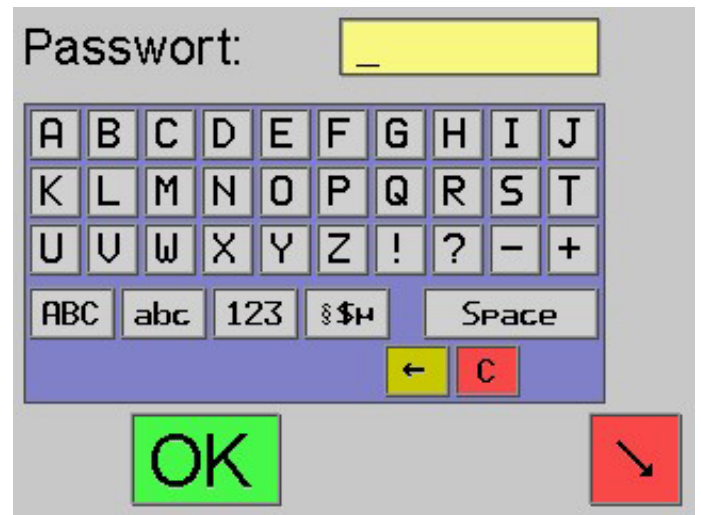 Passwort: _
A B C D E F G H I J
K L M N O P Q R S T
U V W X Y Z ! ? - +
ABC abc 123 §$µ Space
← C
OK ↘